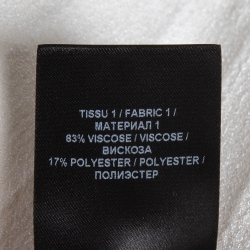 TISSU 1 / FABRIC 1 /
МАТЕРИАЛ 1
83% VISCOSE / VISCOSE /
ВИСКОЗА
17% POLYESTER / POLYESTER /
ПОЛИЭСТЕР